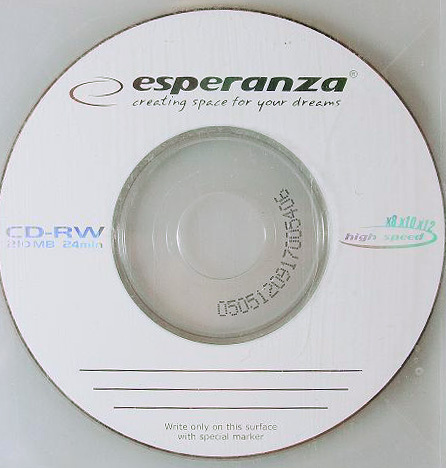 esperanza®
creating space for your dreams
CD-RW
210MB 24min
x8 x10 x12
high speed
0505120917005406
Write only on this surface
with special marker